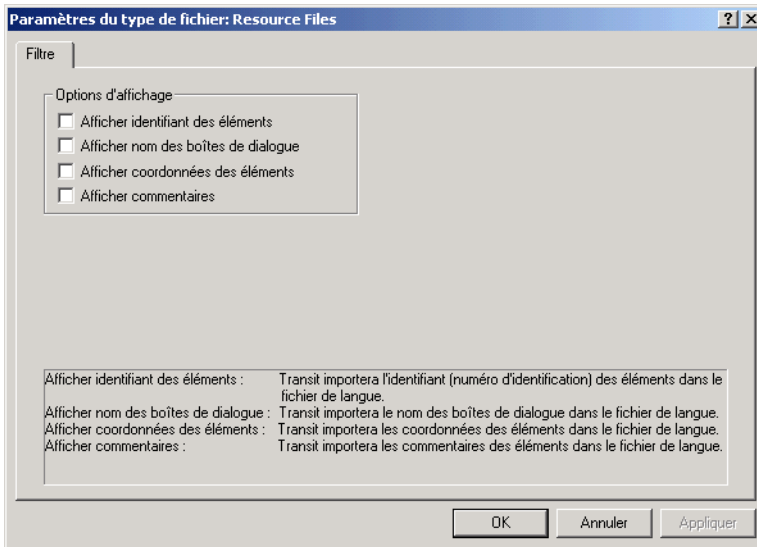 Paramètres du type de fichier: Resource Files
Filtre
Options d'affichage
Afficher identifiant des éléments
Afficher nom des boîtes de dialogue
Afficher coordonnées des éléments
Afficher commentaires
Afficher identifiant des éléments : Transit importera l'identifiant (numéro d'identification) des éléments dans le
fichier de langue.
Afficher nom des boîtes de dialogue : Transit importera le nom des boîtes de dialogue dans le fichier de langue.
Afficher coordonnées des éléments : Transit importera les coordonnées des éléments dans le fichier de langue.
Afficher commentaires : Transit importera les commentaires des éléments dans le fichier de langue.
OK Annuler Appliquer